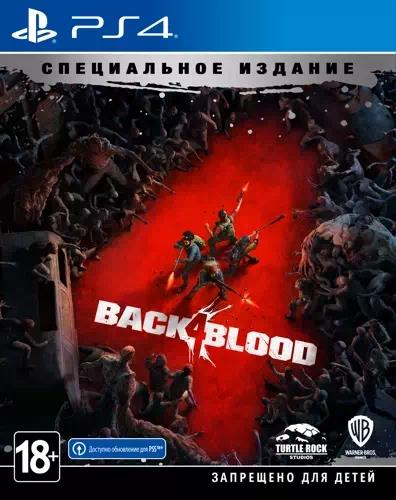 PS4
СПЕЦИАЛЬНОЕ ИЗДАНИЕ
BACK 4 BLOOD
18+
Доступно обновление для PS5
TURTLE ROCK
STUDIOS
WARNER BROS.
GAMES
ЗАПРЕЩЕНО ДЛЯ ДЕТЕЙ